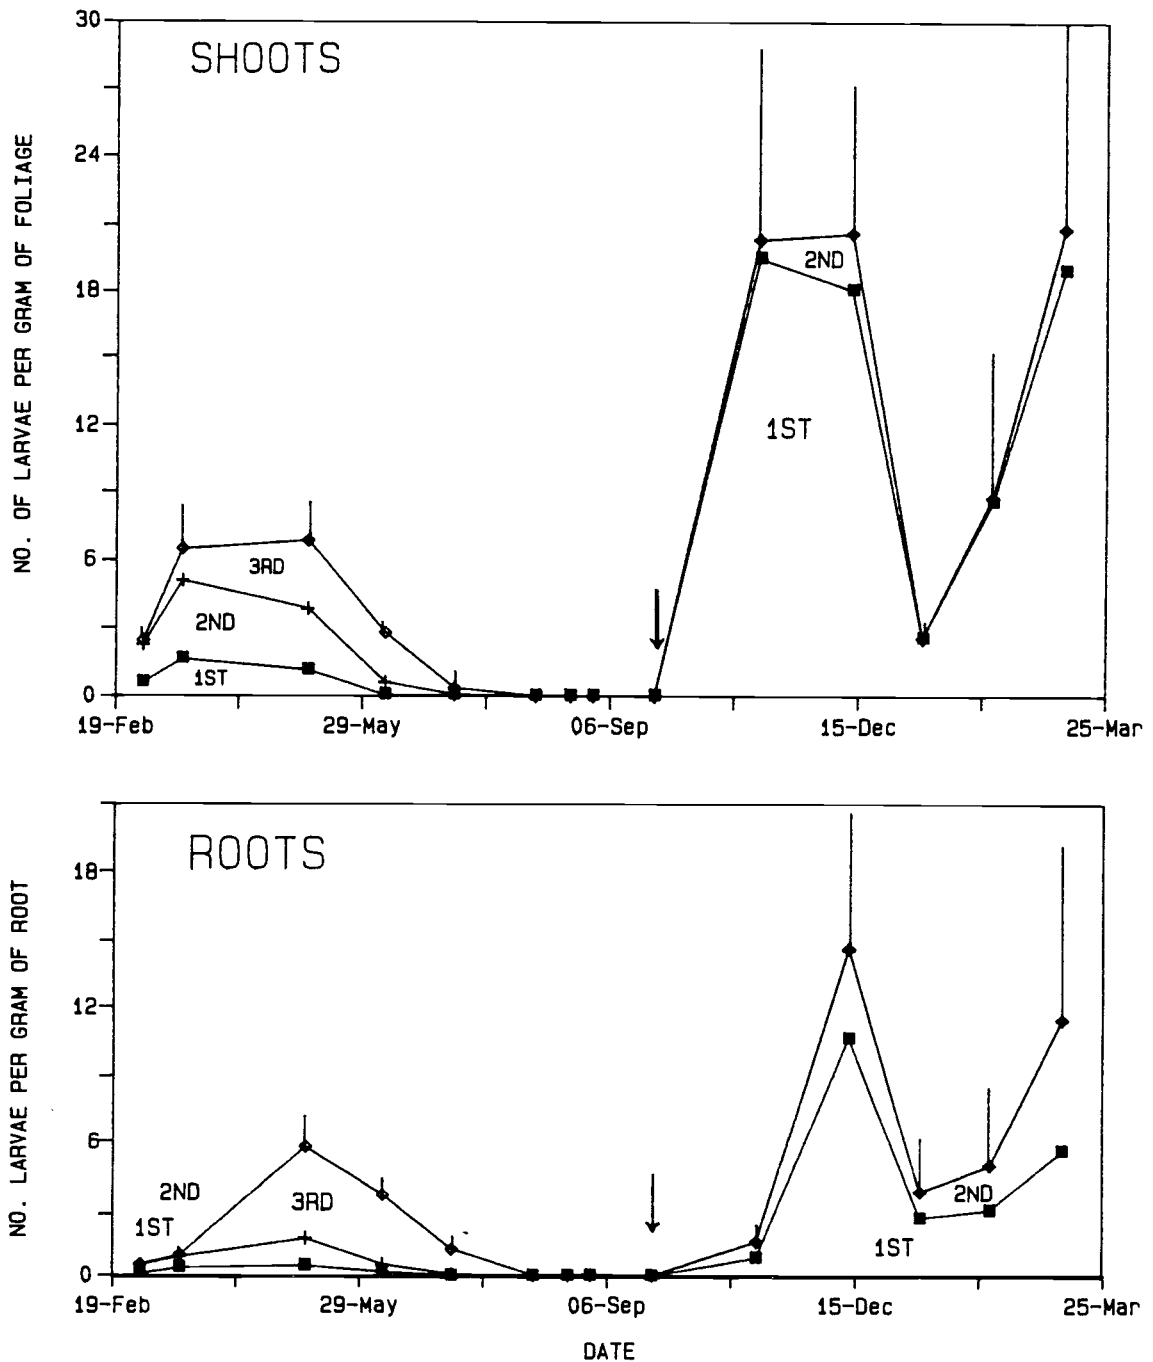 SHOOTS
NO. OF LARVAE PER GRAM OF FOLIAGE
30
24
18
12
6
0
3RD
2ND
1ST
2ND
1ST
19-Feb 29-May 06-Sep 15-Dec 25-Mar
ROOTS
NO. LARVAE PER GRAM OF ROOT
18
12
6
0
2ND
1ST
3RD
2ND
1ST
19-Feb 29-May 06-Sep 15-Dec 25-Mar
DATE